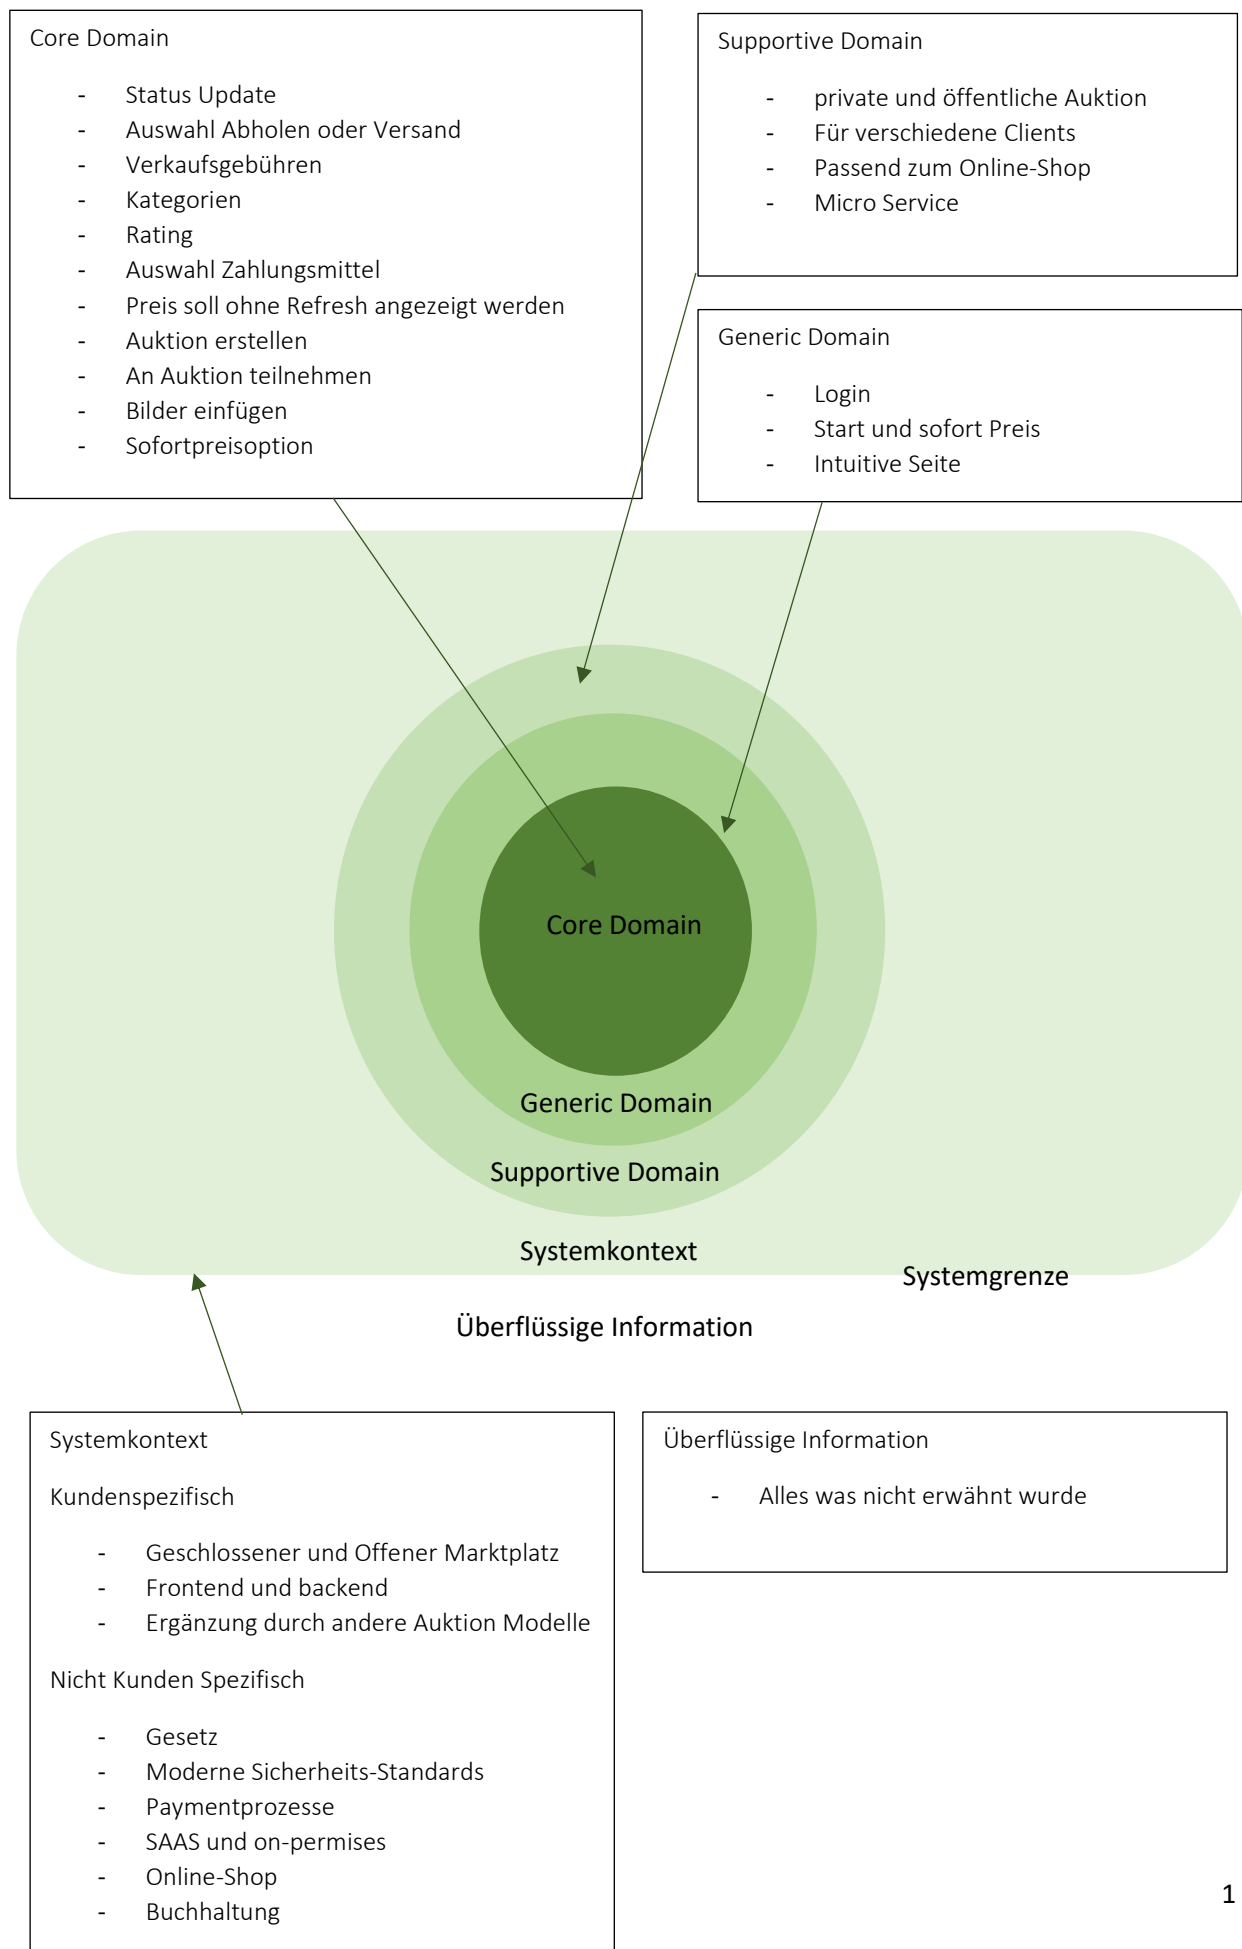 Core Domain
- Status Update
- Auswahl Abholen oder Versand
- Verkaufsgebühren
- Kategorien
- Rating
- Auswahl Zahlungsmittel
- Preis soll ohne Refresh angezeigt werden
- Auktion erstellen
- An Auktion teilnehmen
- Bilder einfügen
- Sofortpreisoption
Supportive Domain
- private und öffentliche Auktion
- Für verschiedene Clients
- Passend zum Online-Shop
- Micro Service
Generic Domain
- Login
- Start und sofort Preis
- Intuitive Seite
Core Domain
Generic Domain
Supportive Domain
Systemkontext
Systemgrenze
Überflüssige Information
Systemkontext
Kundenspezifisch
- Geschlossener und Offener Marktplatz
- Frontend und backend
- Ergänzung durch andere Auktion Modelle
Nicht Kunden Spezifisch
- Gesetz
- Moderne Sicherheits-Standards
- Paymentprozesse
- SAAS und on-permises
- Online-Shop
- Buchhaltung
Überflüssige Information
- Alles was nicht erwähnt wurde
1